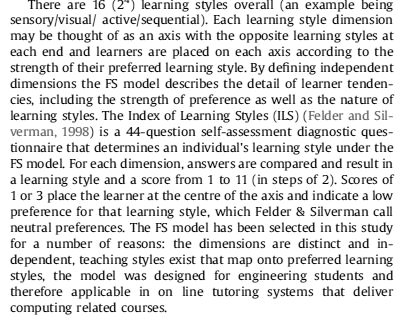 There are 16 (2⁴) learning styles overall (an example being
sensory/visual/ active/sequential). Each learning style dimension
may be thought of as an axis with the opposite learning styles at
each end and learners are placed on each axis according to the
strength of their preferred learning style. By defining independent
dimensions the FS model describes the detail of learner tenden-
cies, including the strength of preference as well as the nature of
learning styles. The Index of Learning Styles (ILS) (Felder and Sil-
verman, 1998) is a 44-question self-assessment diagnostic ques-
tionnaire that determines an individual's learning style under the
FS model. For each dimension, answers are compared and result in
a learning style and a score from 1 to 11 (in steps of 2). Scores of
1 or 3 place the learner at the centre of the axis and indicate a low
preference for that learning style, which Felder & Silverman call
neutral preferences. The FS model has been selected in this study
for a number of reasons: the dimensions are distinct and in-
dependent, teaching styles exist that map onto preferred learning
styles, the model was designed for engineering students and
therefore applicable in on line tutoring systems that deliver
computing related courses.